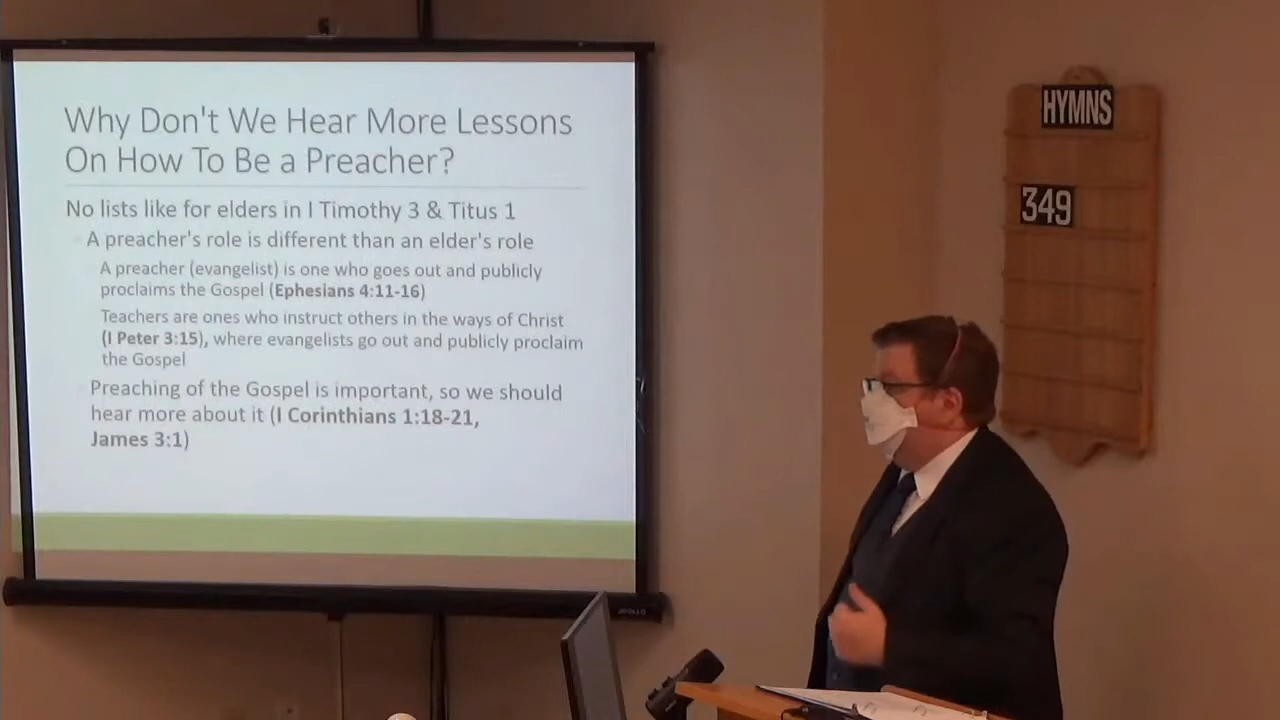 Why Don't We Hear More Lessons
On How To Be a Preacher?
No lists like for elders in I Timothy 3 & Titus 1
A preacher's role is different than an elder's role
A preacher (evangelist) is one who goes out and publicly
proclaims the Gospel (Ephesians 4:11-16)
Teachers are ones who instruct others in the ways of Christ
(I Peter 3:15), where evangelists go out and publicly proclaim
the Gospel
Preaching of the Gospel is important, so we should
hear more about it (I Corinthians 1:18-21,
James 3:1)
HYMNS
349